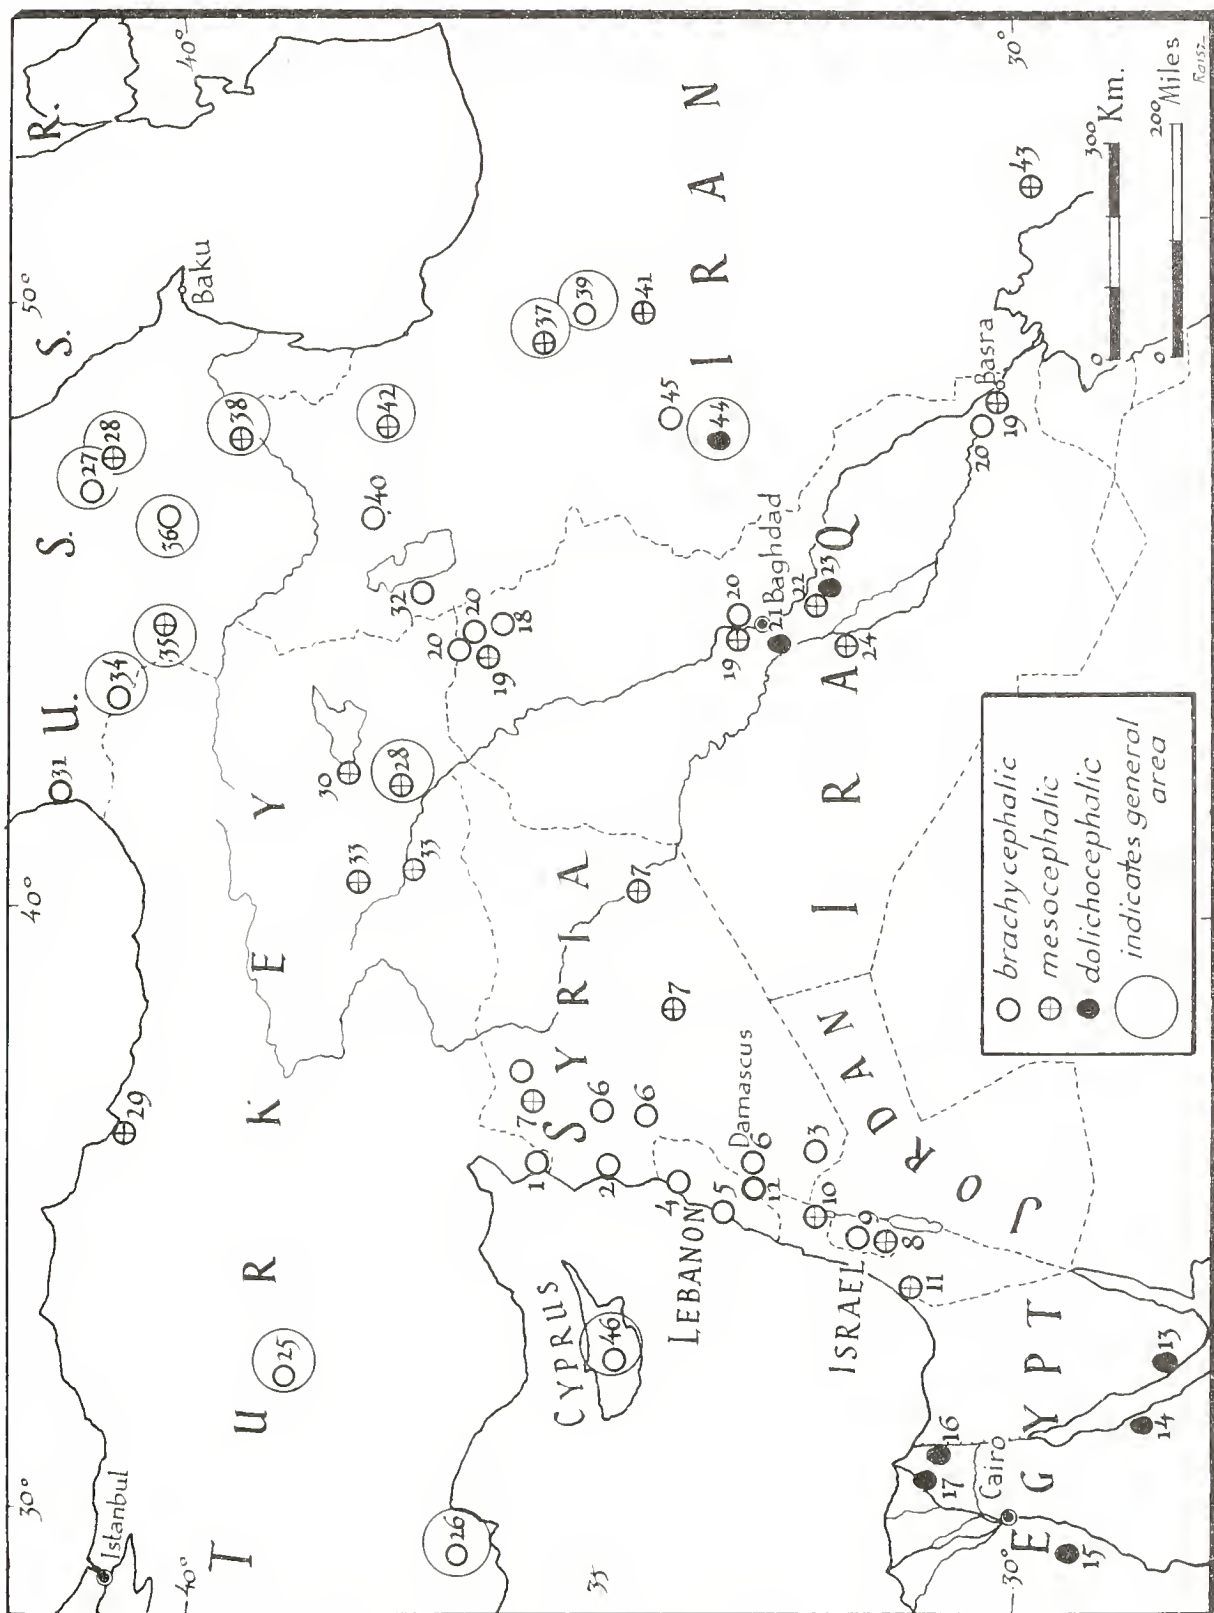 30°
40°
50°
U. S. S. R.
Istanbul
29
31
34
27
28
40°
35
36
38
Baku
40°
TURKEY
25
30
33
28
33
42
40
32
26
20
20
19
18
37
39
35
CYPRUS
46
1
7
2
6
6
SYRIA
7
7
41
45
44
IRAN
LEBANON
4
5
12
6
Damascus
3
19
20
21
Baghdad
22
23
24
IRAQ
ISRAEL
10
9
8
11
JORDAN
20
19
Basra
43
17
16
Cairo
30°
30°
EGYPT
15
14
13
brachycephalic
mesocephalic
dolichocephalic
indicates general
area
0 300 Km.
0 200 Miles
Raisz